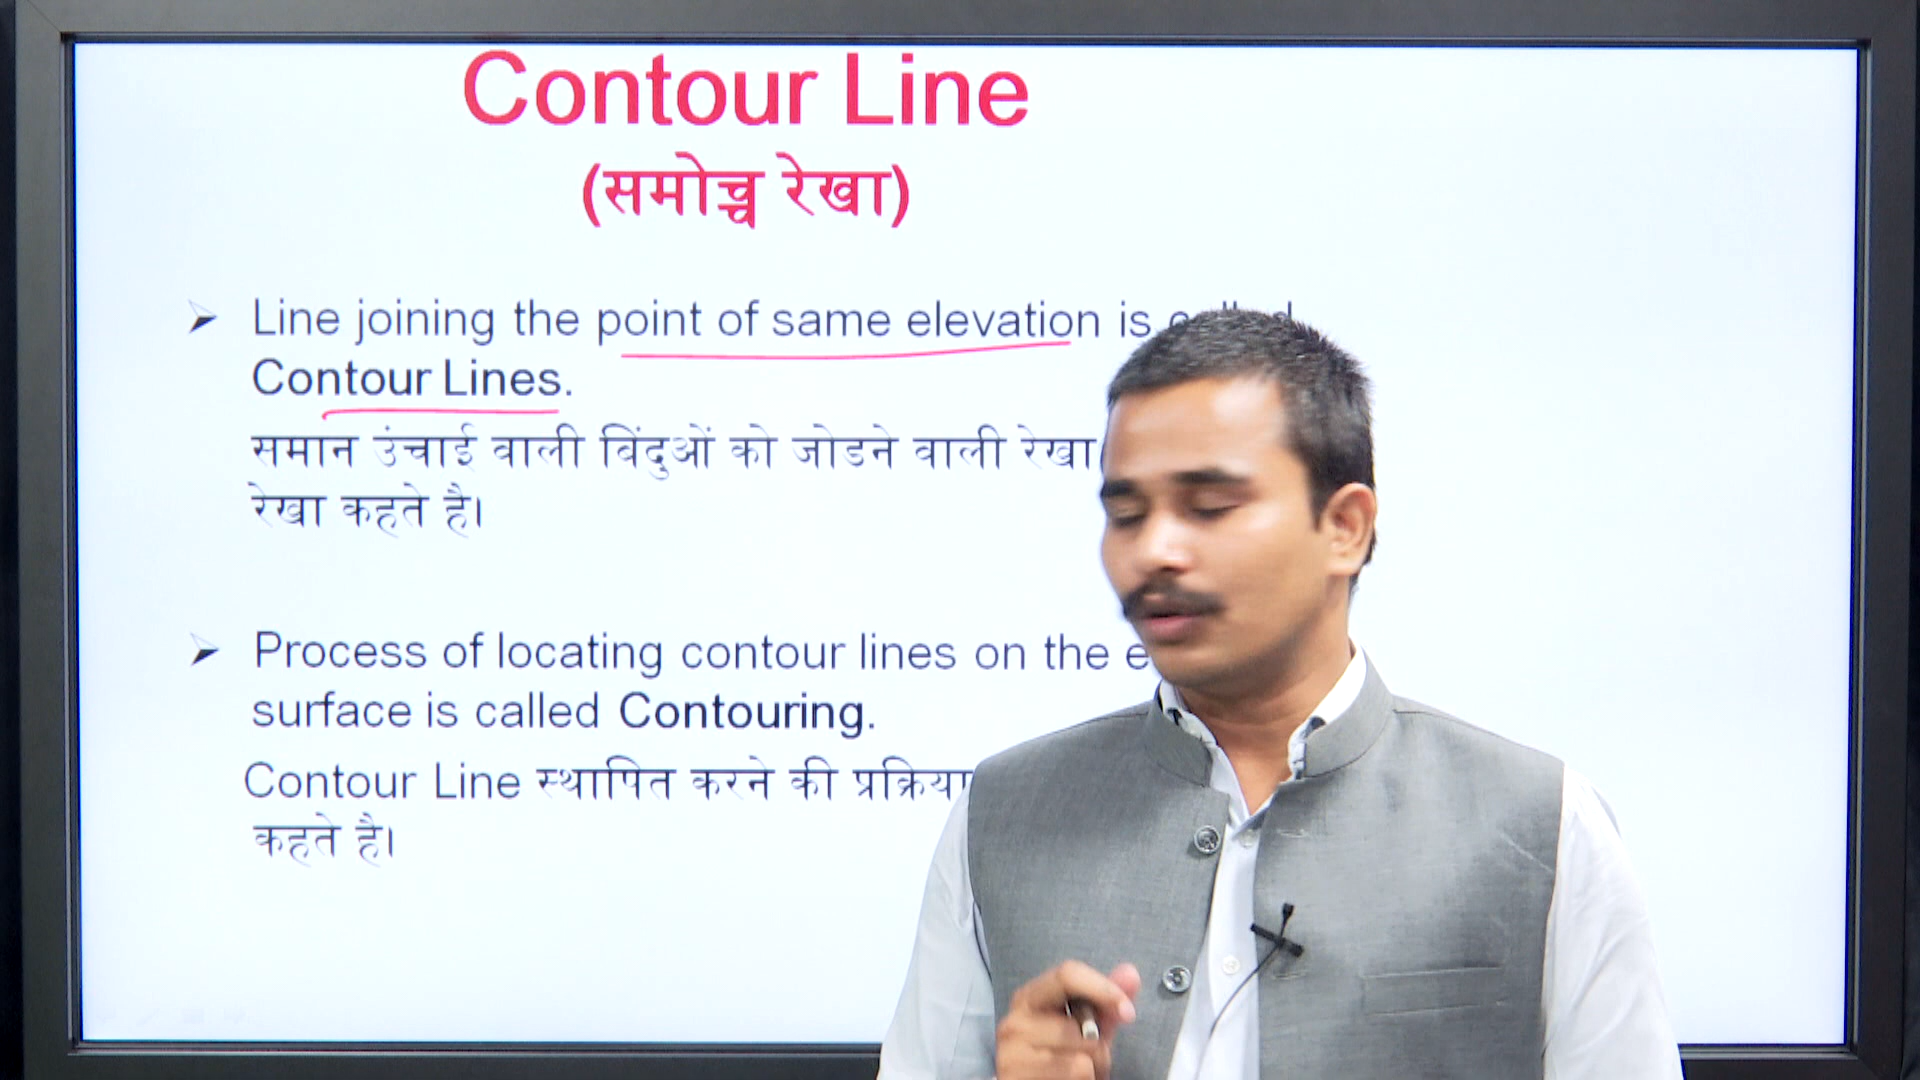 Contour Line
(समोच्च रेखा)
Line joining the point of same elevation is called
Contour Lines.
समान उंचाई वाली विंदुओं को जोडने वाली रेखा
रेखा कहते है।
Process of locating contour lines on the
surface is called Contouring.
Contour Line स्थापित करने की प्रक्रिया
कहते है।